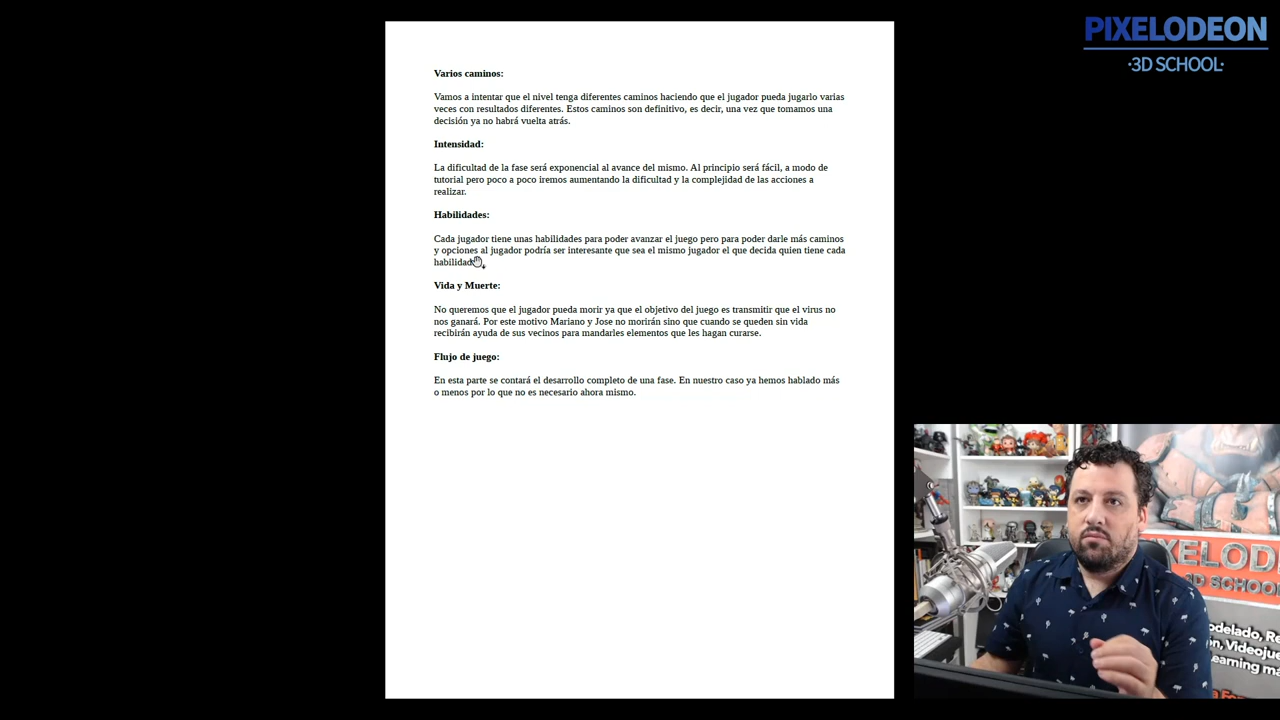 PIXELODEON
·3D SCHOOL·
Varios caminos:
Vamos a intentar que el nivel tenga diferentes caminos haciendo que el jugador pueda jugarlo varias
veces con resultados diferentes. Estos caminos son definitivo, es decir, una vez que tomamos una
decisión ya no habrá vuelta atrás.
Intensidad:
La dificultad de la fase será exponencial al avance del mismo. Al principio será fácil, a modo de
tutorial pero poco a poco iremos aumentando la dificultad y la complejidad de las acciones a
realizar.
Habilidades:
Cada jugador tiene unas habilidades para poder avanzar el juego pero para poder darle más caminos
y opciones al jugador podría ser interesante que sea el mismo jugador el que decida quien tiene cada
habilidad
Vida y Muerte:
No queremos que el jugador pueda morir ya que el objetivo del juego es transmitir que el virus no
nos ganará. Por este motivo Mariano y Jose no morirán sino que cuando se queden sin vida
recibirán ayuda de sus vecinos para mandarles elementos que les hagan curarse.
Flujo de juego:
En esta parte se contará el desarrollo completo de una fase. En nuestro caso ya hemos hablado más
o menos por lo que no es necesario ahora mismo.
XELOD
3D SCHOOL
odelado, Re
n, Videojue
earning má